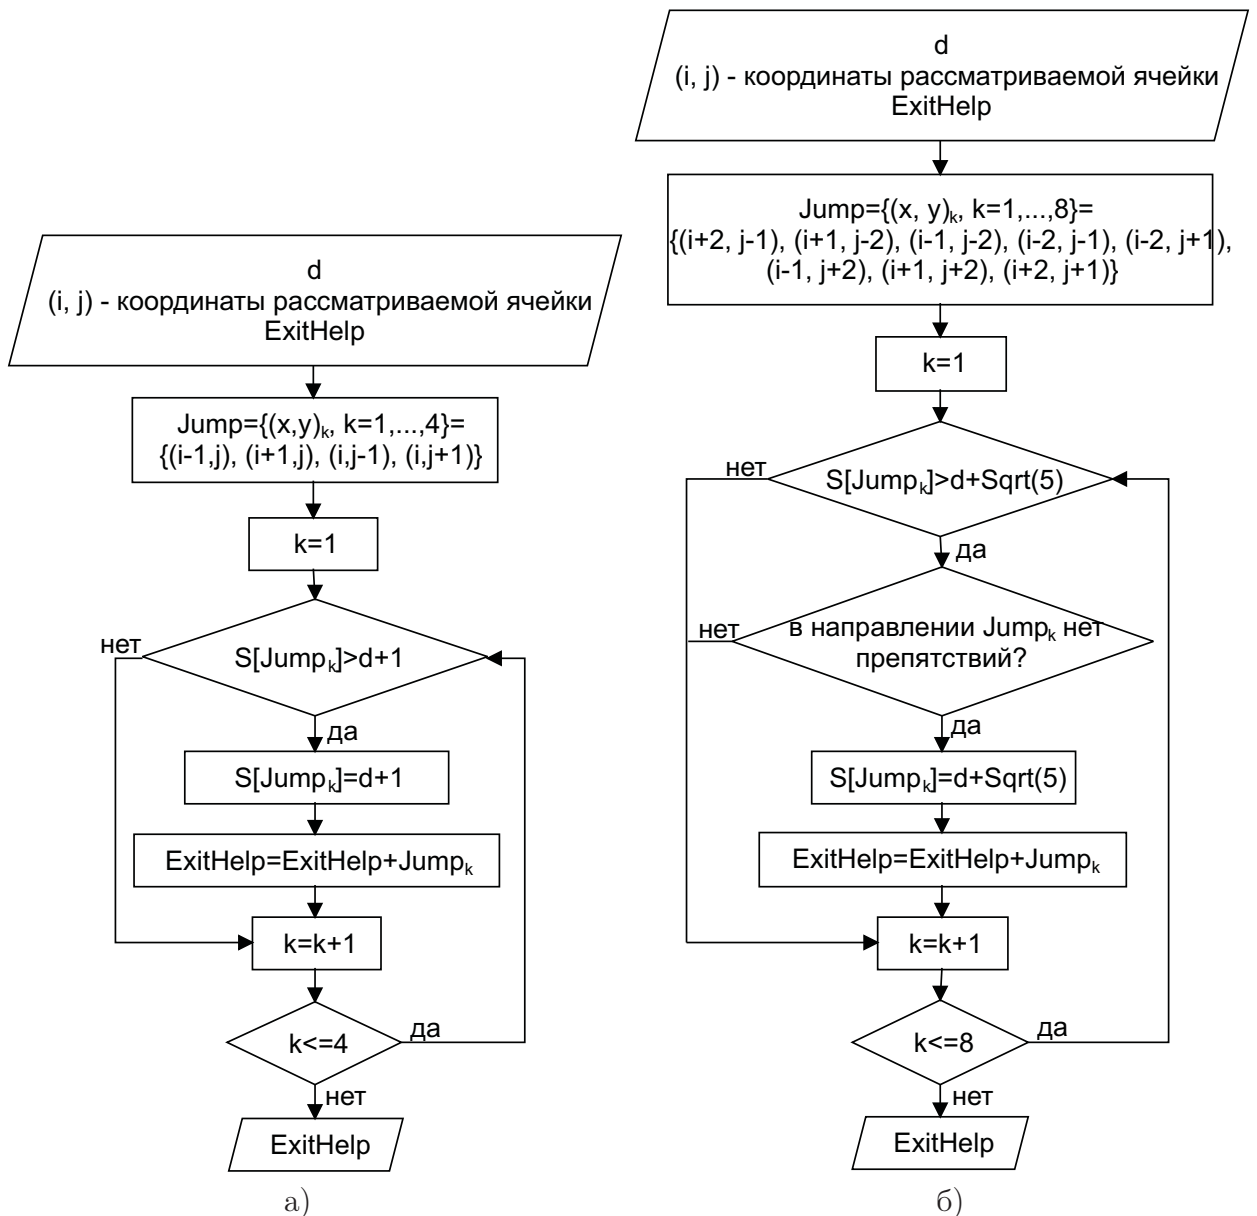 d
(i, j) - координаты рассматриваемой ячейки
ExitHelp
Jump={(x,y)k, k=1,...,4}=
{(i-1,j), (i+1,j), (i,j-1), (i,j+1)}
k=1
нет
S[Jumpk]>d+1
да
S[Jumpk]=d+1
ExitHelp=ExitHelp+Jumpk
k=k+1
k<=4
да
нет
ExitHelp
а)
d
(i, j) - координаты рассматриваемой ячейки
ExitHelp
Jump={(x, y)k, k=1,...,8}=
{(i+2, j-1), (i+1, j-2), (i-1, j-2), (i-2, j-1), (i-2, j+1),
(i-1, j+2), (i+1, j+2), (i+2, j+1)}
k=1
нет
S[Jumpk]>d+Sqrt(5)
да
нет
в направлении Jumpk нет
препятствий?
да
S[Jumpk]=d+Sqrt(5)
ExitHelp=ExitHelp+Jumpk
k=k+1
k<=8
да
нет
ExitHelp
б)